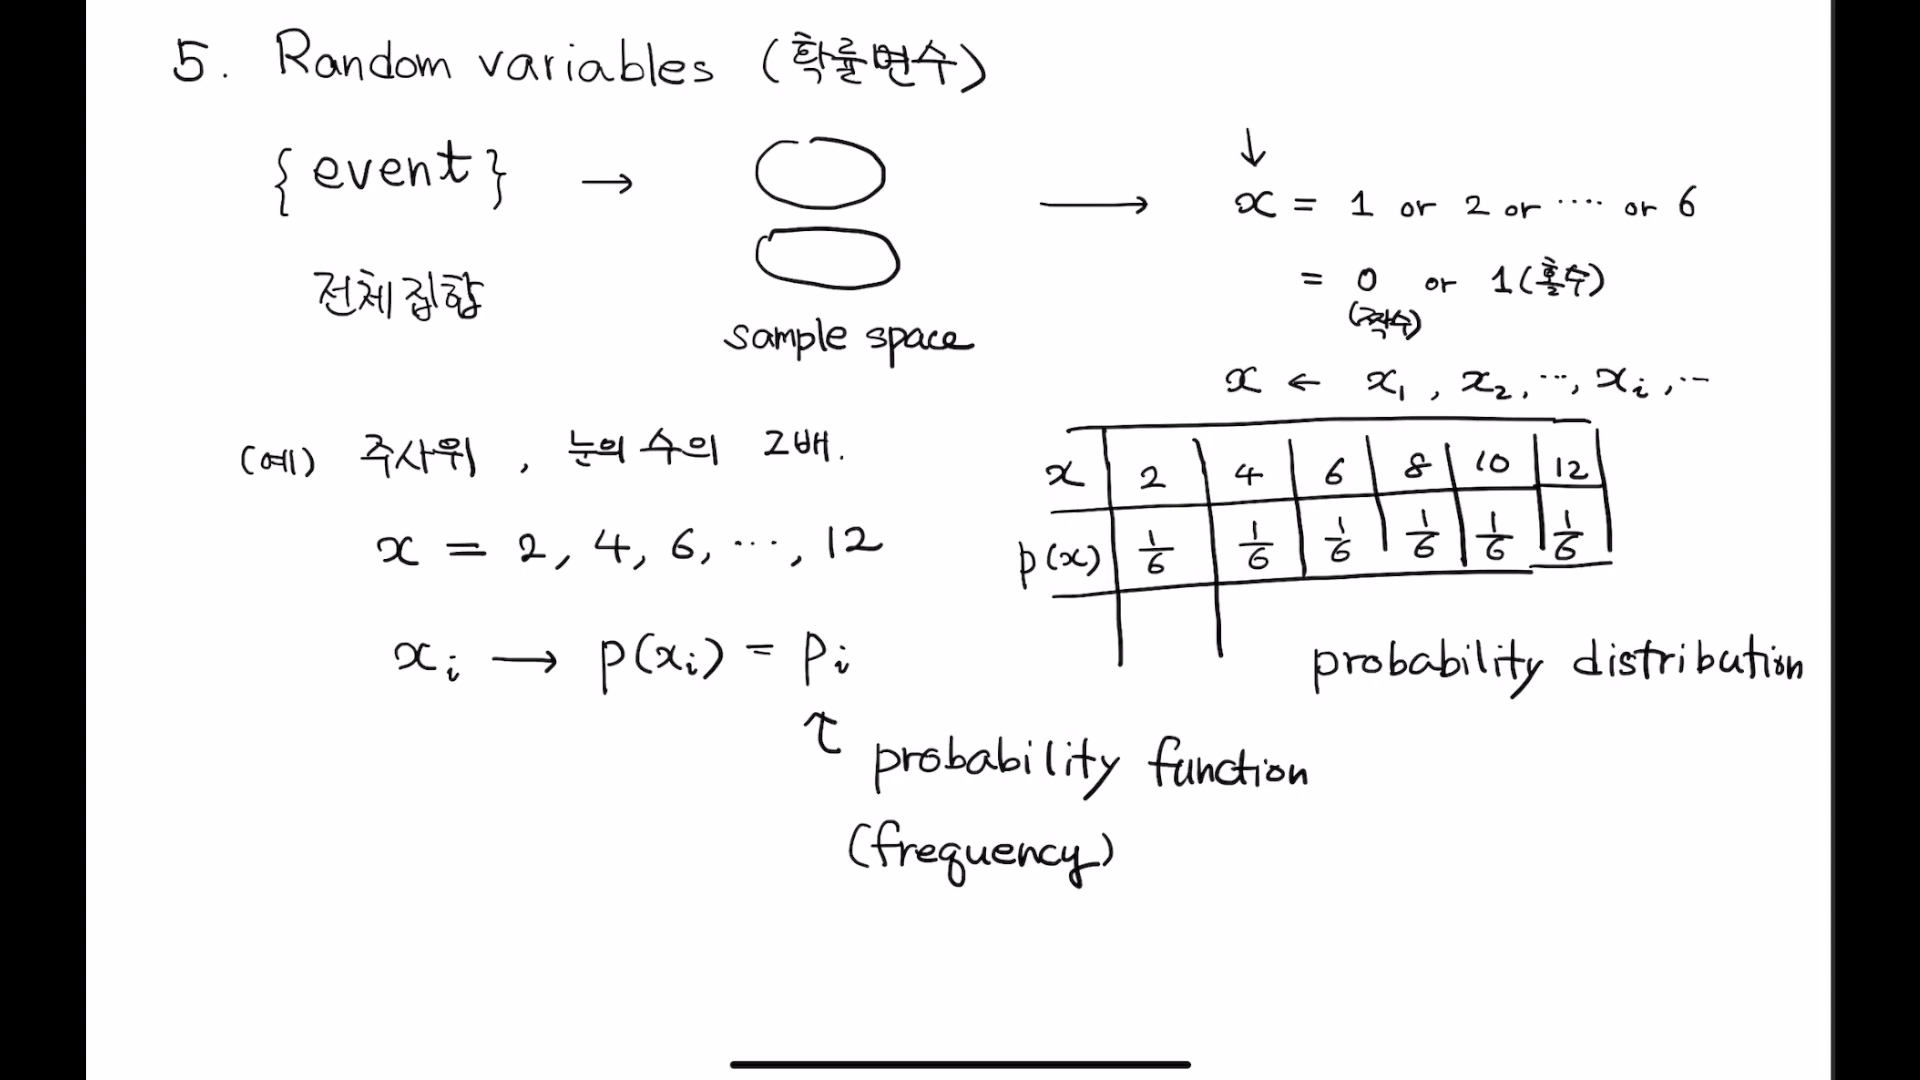 5. Random variables (확률변수)
{event} → → x = 1 or 2 or ···· or 6
= 0 or 1(홀수)
(짝수)
전체집합
sample space
x ← x₁, x₂, ···, xᵢ, ···
(예) 주사위, 눈의 수의 2배.
x 2 4 6 8 10 12
p(x) 1/6 1/6 1/6 1/6 1/6 1/6
x = 2, 4, 6, ···, 12
xᵢ → p(xᵢ) = pᵢ
probability distribution
probability function
(frequency)